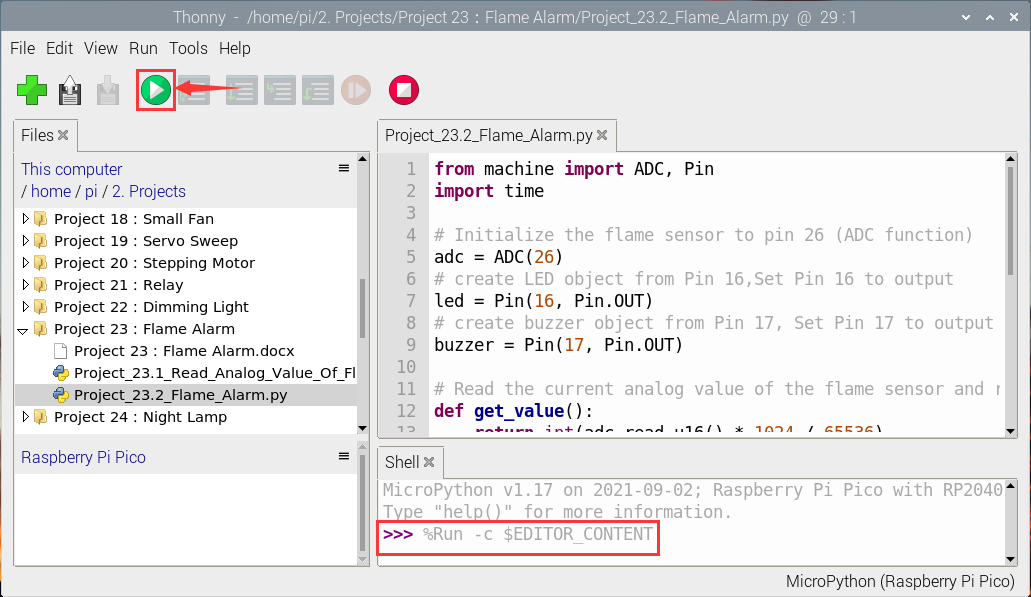 Thonny - /home/pi/2. Projects/Project 23 : Flame Alarm/Project_23.2_Flame_Alarm.py @ 29 : 1
File Edit View Run Tools Help
Files
This computer
/ home / pi / 2. Projects
Project 18 : Small Fan
Project 19 : Servo Sweep
Project 20 : Stepping Motor
Project 21 : Relay
Project 22 : Dimming Light
Project 23 : Flame Alarm
Project 23 : Flame Alarm.docx
Project_23.1_Read_Analog_Value_Of_Fl
Project_23.2_Flame_Alarm.py
Project 24 : Night Lamp
Raspberry Pi Pico
Project_23.2_Flame_Alarm.py
1 from machine import ADC, Pin
2 import time
3
4 # Initialize the flame sensor to pin 26 (ADC function)
5 adc = ADC(26)
6 # create LED object from Pin 16,Set Pin 16 to output
7 led = Pin(16, Pin.OUT)
8 # create buzzer object from Pin 17, Set Pin 17 to output
9 buzzer = Pin(17, Pin.OUT)
10
11 # Read the current analog value of the flame sensor and r
12 def get_value():
13 return int(adc.read_u16() * 1024 / 65536)
Shell
MicroPython v1.17 on 2021-09-02; Raspberry Pi Pico with RP2040
Type "help()" for more information.
>>> %Run -c $EDITOR_CONTENT
MicroPython (Raspberry Pi Pico)